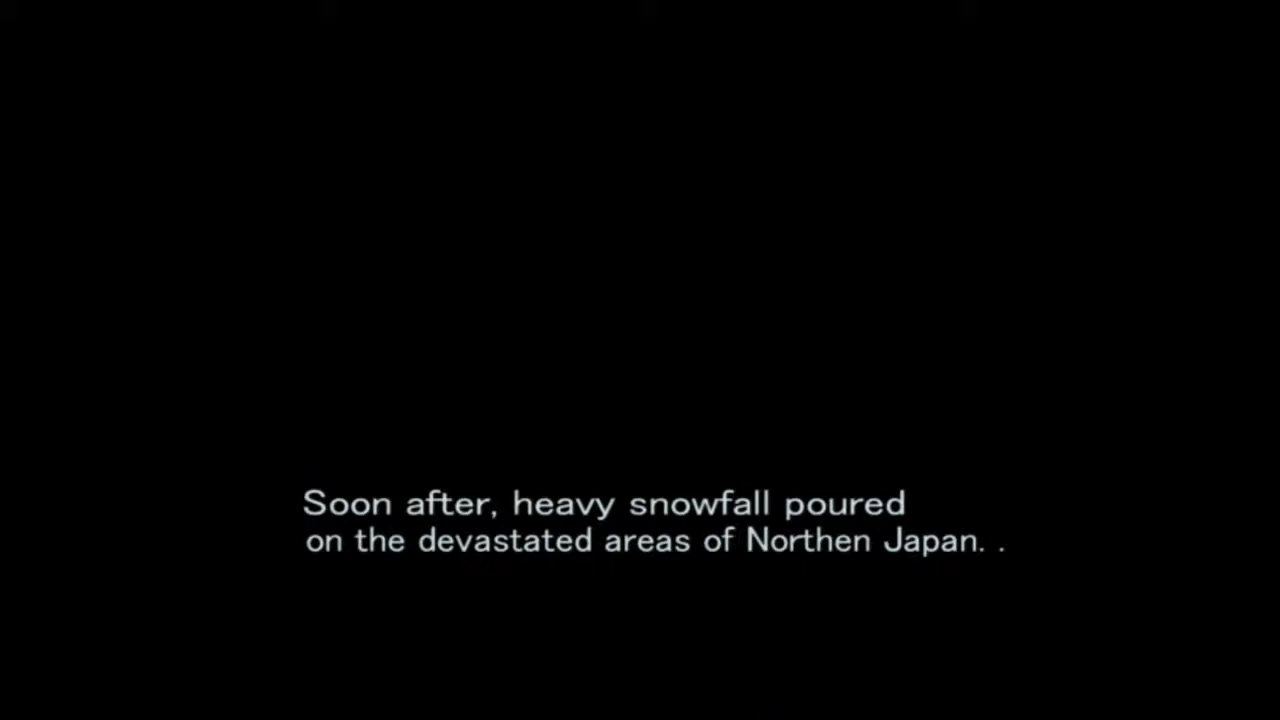 Soon after, heavy snowfall poured
on the devastated areas of Northen Japan. .